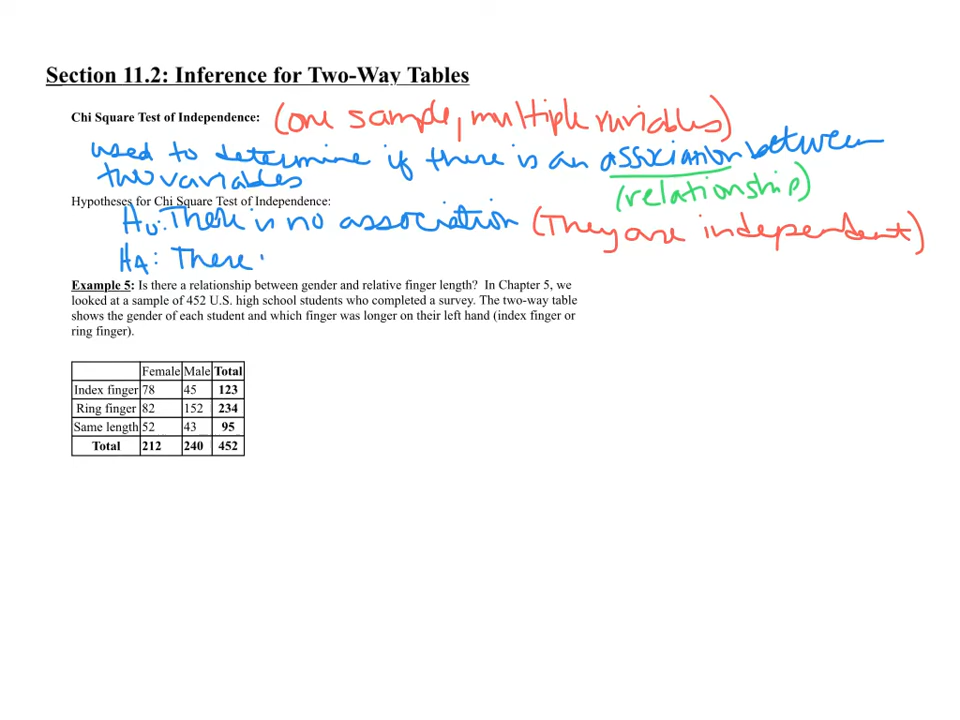 Section 11.2: Inference for Two-Way Tables
Chi Square Test of Independence: (one sample, multiple variables)
used to determine if there is an association between
two variables
(relationship)
Hypotheses for Chi Square Test of Independence:
H0: There is no association (They are independent)
HA: There
Example 5: Is there a relationship between gender and relative finger length? In Chapter 5, we
looked at a sample of 452 U.S. high school students who completed a survey. The two-way table
shows the gender of each student and which finger was longer on their left hand (index finger or
ring finger).
Female Male Total
Index finger 78 45 123
Ring finger 82 152 234
Same length 52 43 95
Total 212 240 452